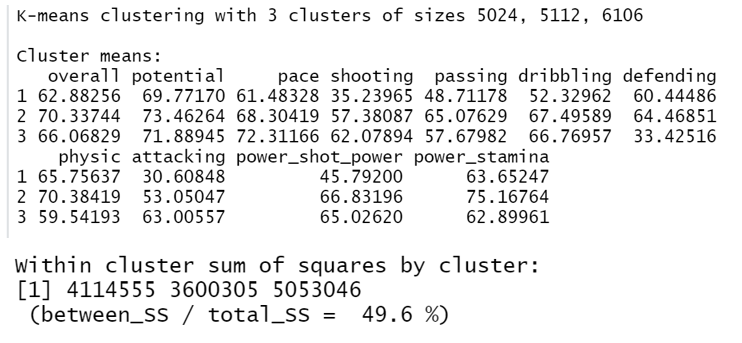 K-means clustering with 3 clusters of sizes 5024, 5112, 6106
Cluster means:
overall potential pace shooting passing dribbling defending
1 62.88256 69.77170 61.48328 35.23965 48.71178 52.32962 60.44486
2 70.33744 73.46264 68.30419 57.38087 65.07629 67.49589 64.46851
3 66.06829 71.88945 72.31166 62.07894 57.67982 66.76957 33.42516
physic attacking power_shot_power power_stamina
1 65.75637 30.60848 45.79200 63.65247
2 70.38419 53.05047 66.83196 75.16764
3 59.54193 63.00557 65.02620 62.89961
Within cluster sum of squares by cluster:
[1] 4114555 3600305 5053046
(between_SS / total_SS = 49.6 %)